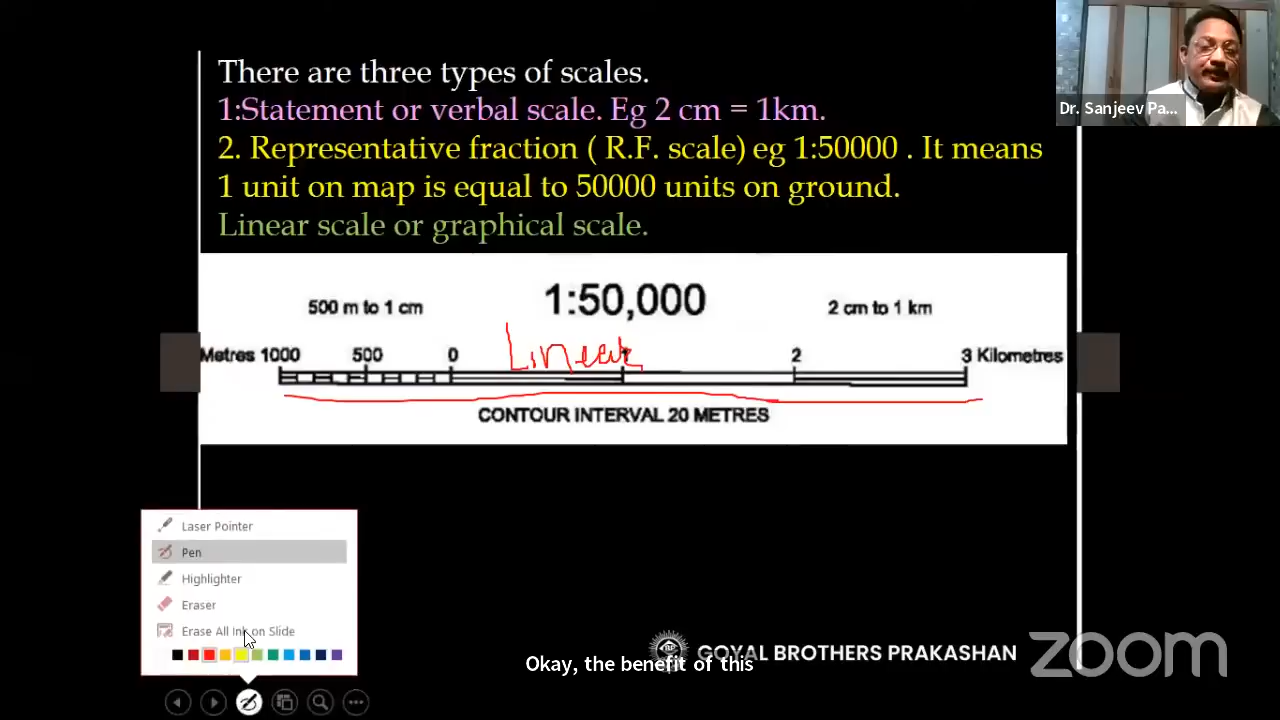 There are three types of scales.
Dr. Sanjeev Pa...
1:Statement or verbal scale. Eg 2 cm = 1km.
2. Representative fraction ( R.F. scale) eg 1:50000 . It means
1 unit on map is equal to 50000 units on ground.
Linear scale or graphical scale.
500 m to 1 cm 1:50,000 2 cm to 1 km
Linear
Metres 1000 500 0 2 3 Kilometres
CONTOUR INTERVAL 20 METRES
Laser Pointer
Pen
Highlighter
Eraser
Erase All Ink on Slide
GOYAL BROTHERS PRAKASHAN
zoom
Okay, the benefit of this